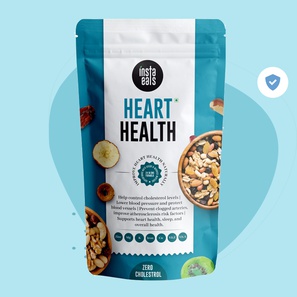 insta
eats
HEART*
HEALTH
Help control cholesterol levels |
Lower blood pressure and protect
blood vessels | Prevent clogged arteries,
improve atherosclerosis risk factors |
Supports heart health, sleep, and
overall health.
ZERO
CHOLESTROL